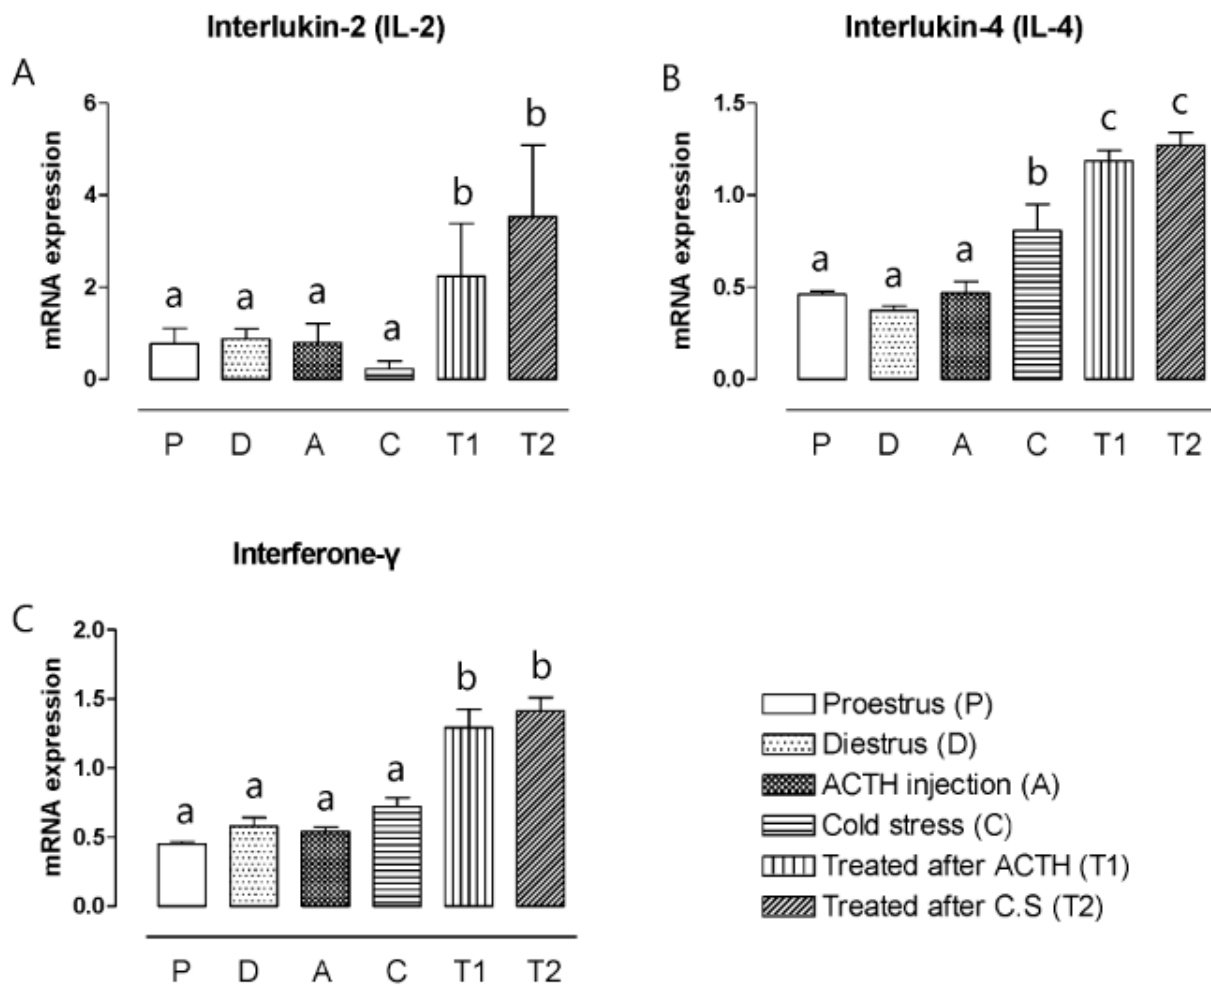 Interlukin-2 (IL-2)
A
mRNA expression
6
4
2
0
a
a
a
a
b
b
P D A C T1 T2
Interlukin-4 (IL-4)
B
mRNA expression
1.5
1.0
0.5
0.0
a
a
a
b
c
c
P D A C T1 T2
Interferone-γ
C
mRNA expression
2.0
1.5
1.0
0.5
0.0
a
a
a
a
b
b
P D A C T1 T2
Proestrus (P)
Diestrus (D)
ACTH injection (A)
Cold stress (C)
Treated after ACTH (T1)
Treated after C.S (T2)